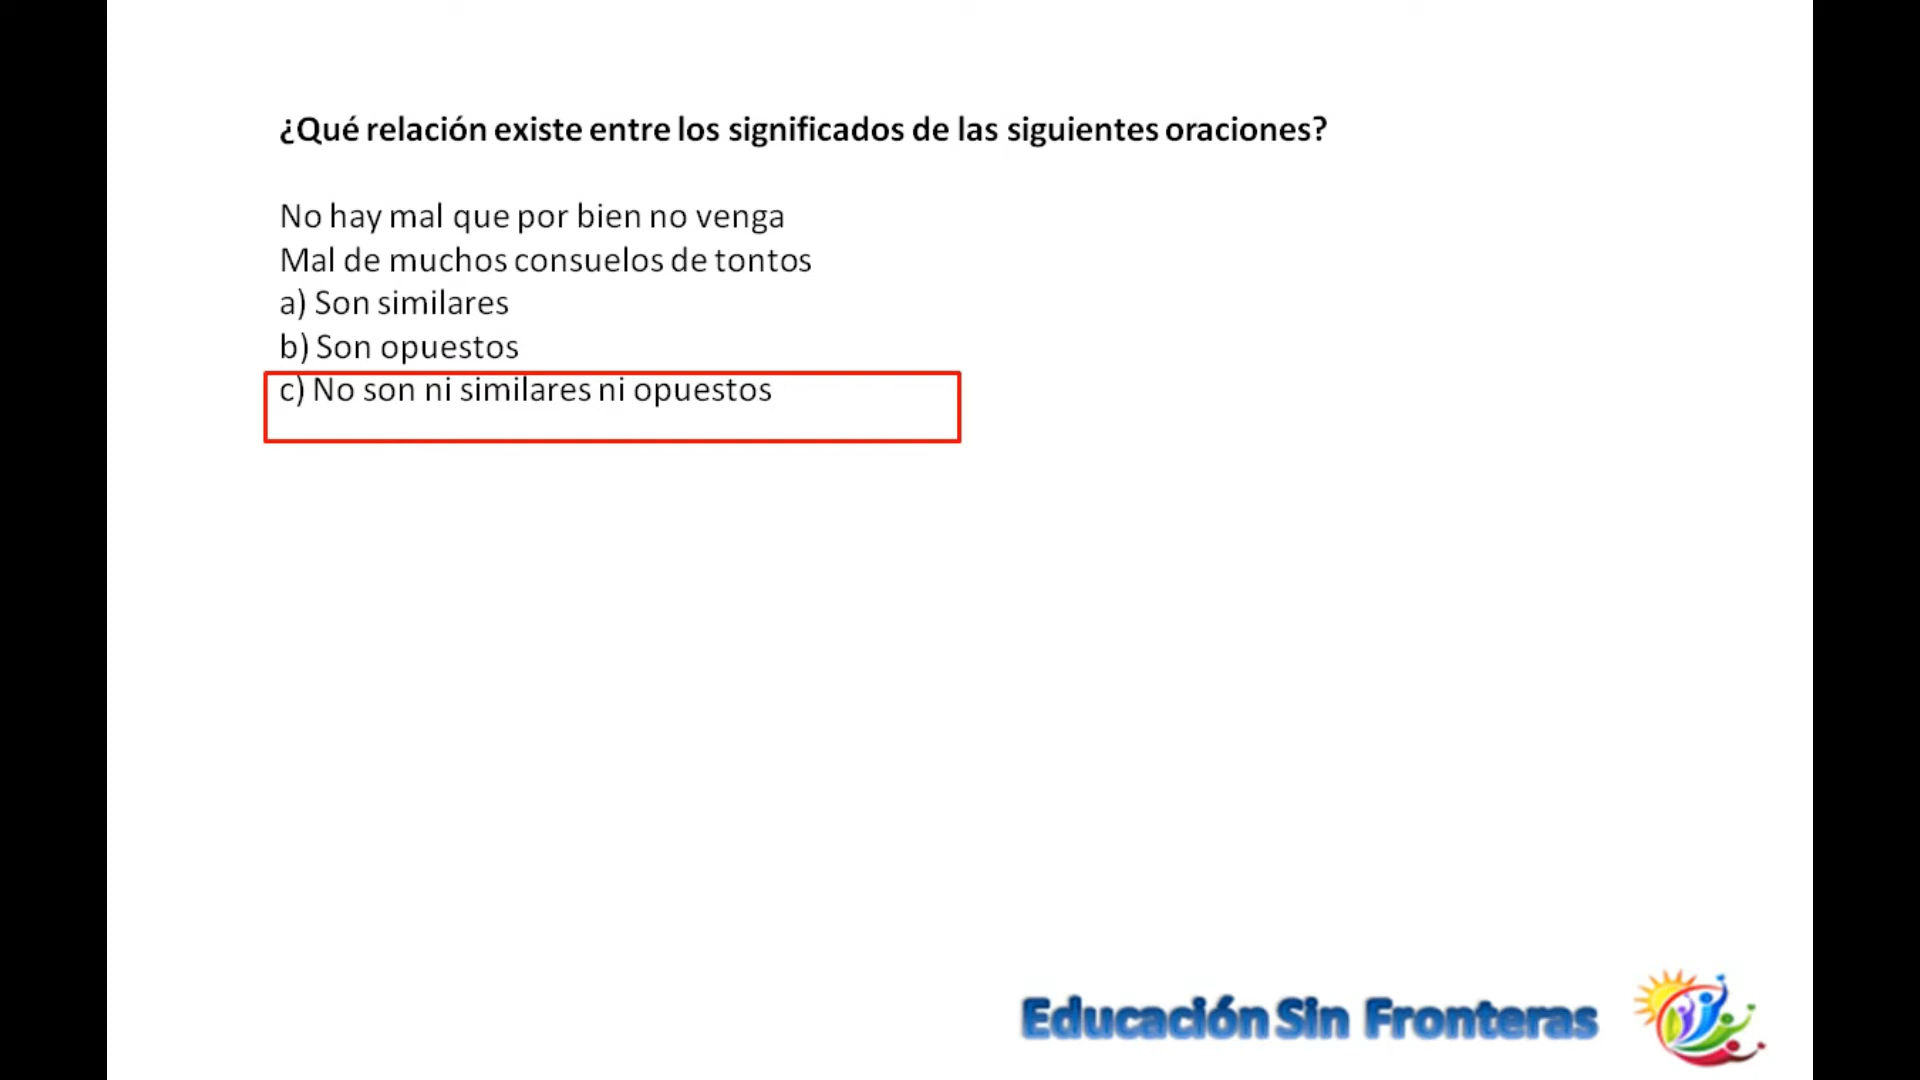 ¿Qué relación existe entre los significados de las siguientes oraciones?
No hay mal que por bien no venga
Mal de muchos consuelos de tontos
a) Son similares
b) Son opuestos
c) No son ni similares ni opuestos
Educación Sin Fronteras